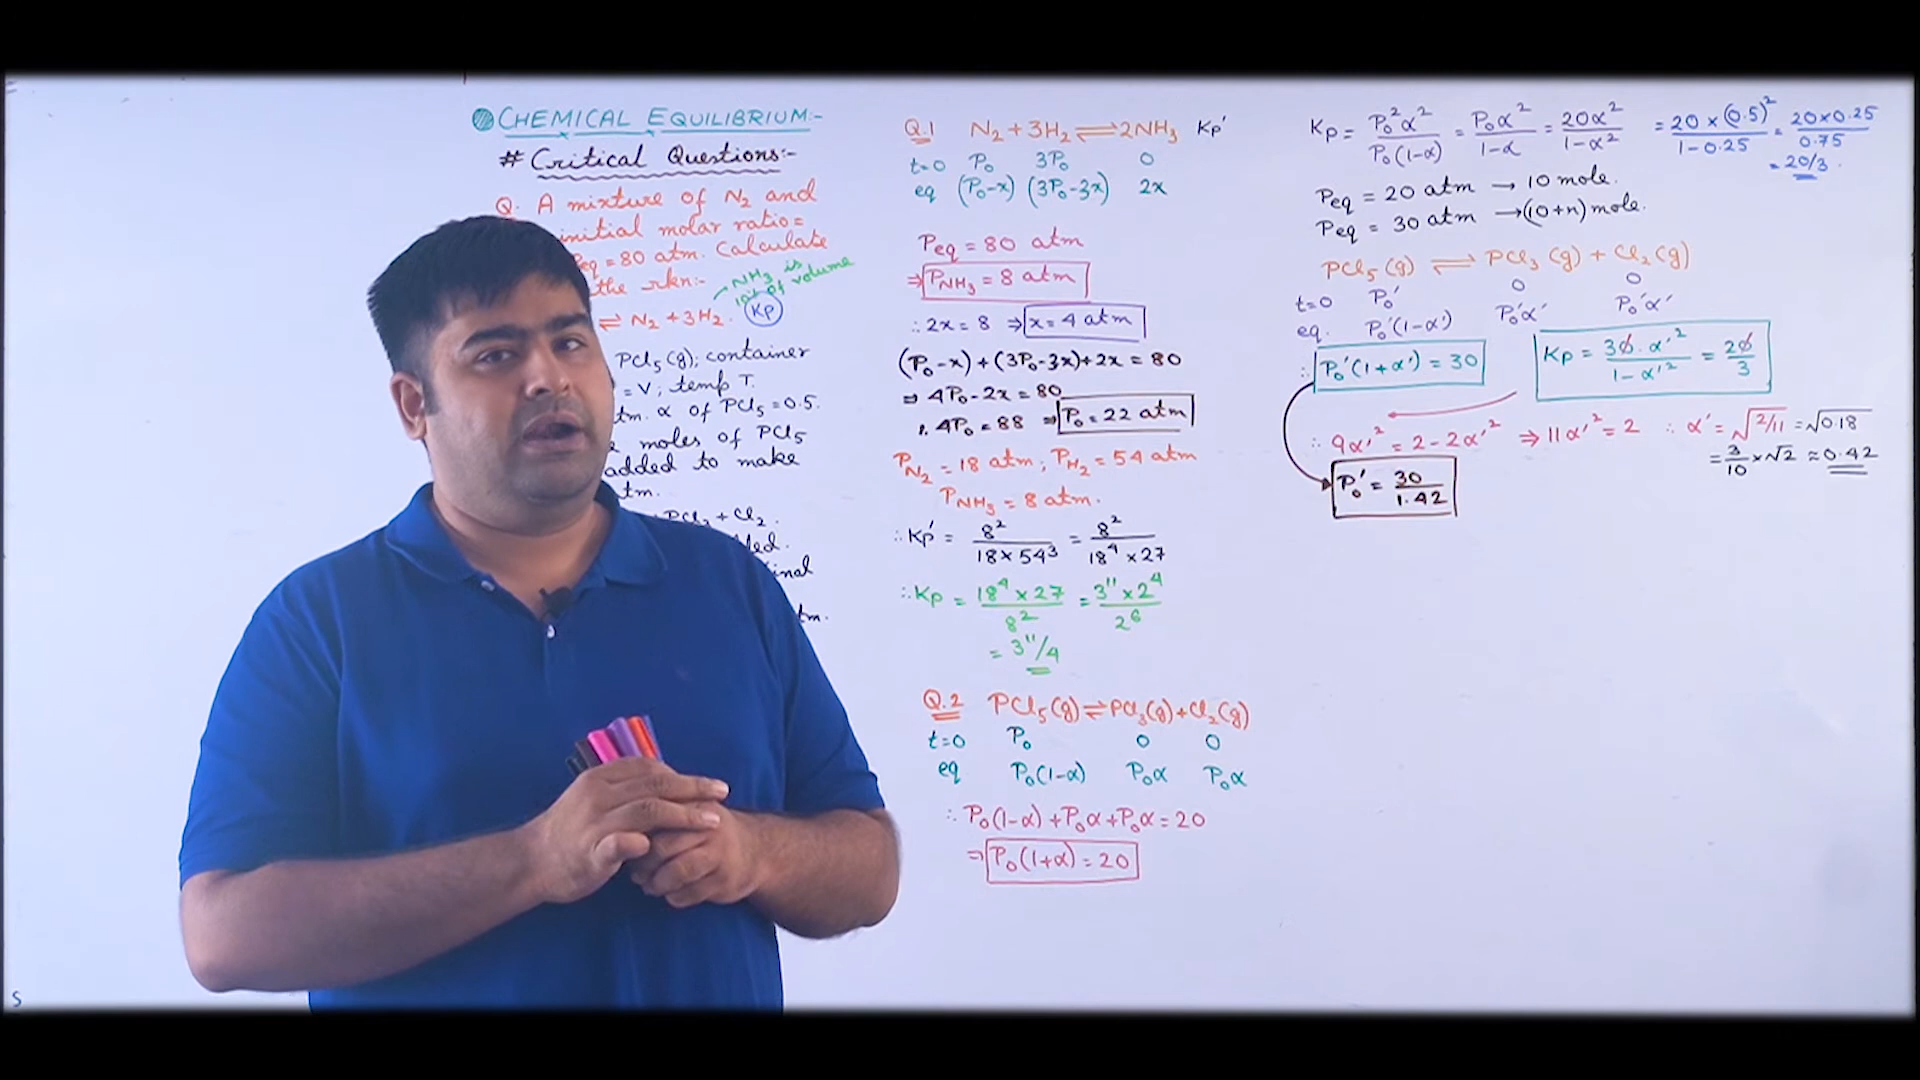 CHEMICAL EQUILIBRIUM:-
# Critical Questions:-
Q. A mixture of N₂ and
initial molar ratio=
Peq = 80 atm. Calculate
the rkn:-
NH₃ is
10% of volume
⇌ N₂ + 3H₂. Kp
PCl₅(g); container
= V; temp T.
tm. α of PCl₅ = 0.5.
moles of PCl₅
added to make
tm.
PCl₃ + Cl₂.
tm.
Q.1 N₂ + 3H₂ ⇌ 2NH₃ Kp'
t=0 P₀ 3P₀ 0
eq (P₀-x) (3P₀-3x) 2x
Peq = 80 atm
⇒ P_NH₃ = 8 atm
∴ 2x = 8 ⇒ x = 4 atm
(P₀-x) + (3P₀-3x) + 2x = 80
⇒ 4P₀ - 2x = 80
4P₀ = 88 ⇒ P₀ = 22 atm
P_N₂ = 18 atm; P_H₂ = 54 atm
P_NH₃ = 8 atm.
∴ Kp' = 8²/(18×54³) = 8²/(18⁴×27)
∴ Kp = (18⁴×27)/8² = (3¹¹×2⁴)/2⁶
= 3¹¹/4
Q.2 PCl₅(g) ⇌ PCl₃(g) + Cl₂(g)
t=0 P₀ 0 0
eq P₀(1-α) P₀α P₀α
∴ P₀(1-α) + P₀α + P₀α = 20
⇒ P₀(1+α) = 20
Kp = P₀²α²/P₀(1-α) = P₀α²/(1-α) = 20α²/(1-α²) = 20×(0.5)²/(1-0.25) = 20×0.25/0.75
= 20/3.
Peq = 20 atm → 10 mole.
Peq = 30 atm → (10+n) mole.
PCl₅(g) ⇌ PCl₃(g) + Cl₂(g)
t=0 P₀' 0 0
eq. P₀'(1-α') P₀'α' P₀'α'
∴ P₀'(1+α') = 30
Kp = 30.α'²/(1-α'²) = 20/3
∴ 9α'² = 2-2α'² ⇒ 11α'² = 2 ∴ α' = √(2/11) = √0.18
= 3/10 × √2 ≈ 0.42
P₀' = 30/1.42
S